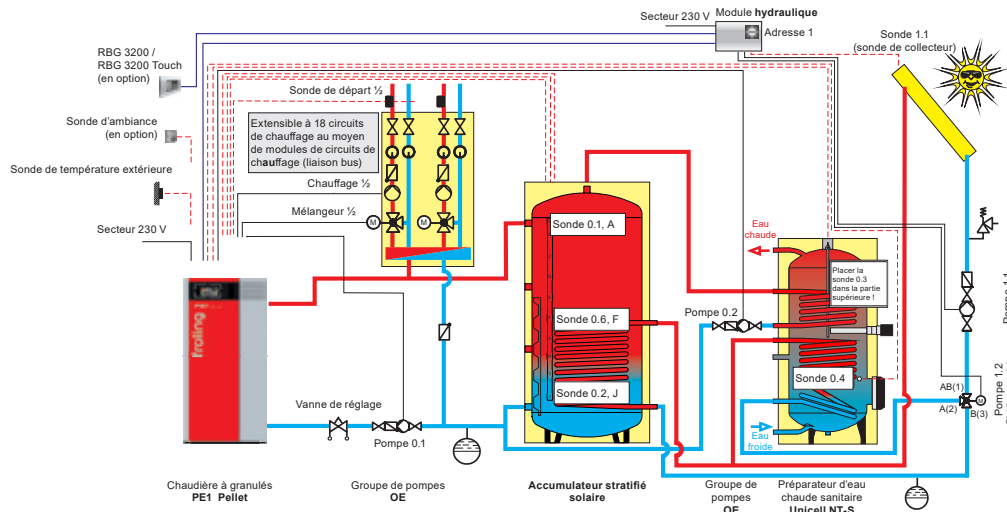 Secteur 230 V
Module hydraulique
Adresse 1
Sonde 1.1
(sonde de collecteur)
RBG 3200 /
RBG 3200 Touch
(en option)
Sonde de départ ½
Sonde d'ambiance
(en option)
Extensible à 18 circuits
de chauffage au moyen
de modules de circuits de
chauffage (liaison bus)
Sonde de température extérieure
Chauffage ½
Mélangeur ½
M
M
Secteur 230 V
Sonde 0.1, A
Eau
chaude
Placer la
sonde 0.3
dans la partie
supérieure !
froling
Sonde 0.6, F
Pompe 0.2
Pompe 1.1
Sonde 0.4
Sonde 0.2, J
AB(1)
M
A(2)
B(3)
Pompe 1.2
Vanne de réglage
Pompe 0.1
Eau
froide
Chaudière à granulés
PE1 Pellet
Groupe de pompes
OE
Accumulateur stratifié
solaire
Groupe de
pompes
OE
Préparateur d'eau
chaude sanitaire
Unicell NT-S